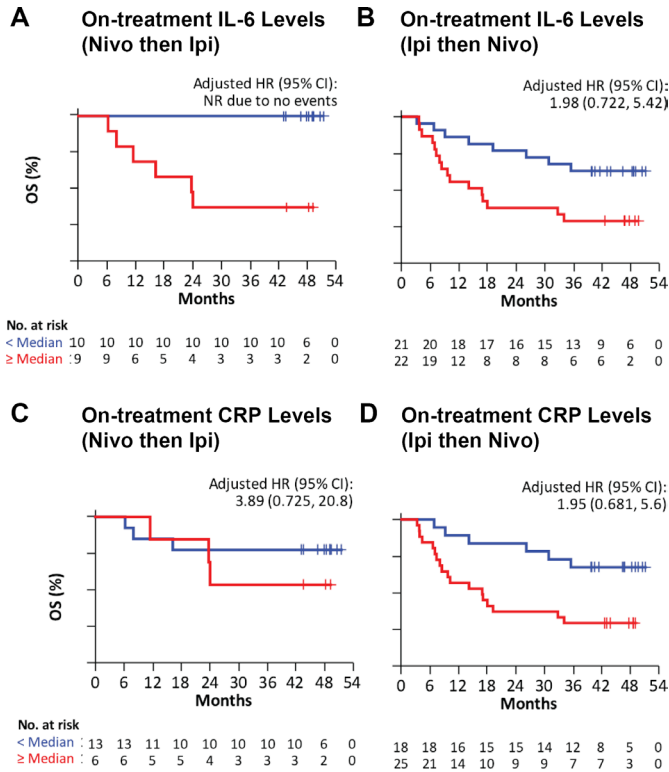 A
On-treatment IL-6 Levels
(Nivo then Ipi)
Adjusted HR (95% CI):
NR due to no events
OS (%)
0 6 12 18 24 30 36 42 48 54
Months
No. at risk
< Median 10 10 10 10 10 10 10 10 6 0
≥ Median 9 9 6 5 4 3 3 3 2 0
B
On-treatment IL-6 Levels
(Ipi then Nivo)
Adjusted HR (95% CI):
1.98 (0.722, 5.42)
0 6 12 18 24 30 36 42 48 54
Months
21 20 18 17 16 15 13 9 6 0
22 19 12 8 8 8 6 6 2 0
C
On-treatment CRP Levels
(Nivo then Ipi)
Adjusted HR (95% CI):
3.89 (0.725, 20.8)
OS (%)
0 6 12 18 24 30 36 42 48 54
Months
No. at risk
< Median 13 13 11 10 10 10 10 10 6 0
≥ Median 6 6 5 5 4 3 3 3 2 0
D
On-treatment CRP Levels
(Ipi then Nivo)
Adjusted HR (95% CI):
1.95 (0.681, 5.6)
0 6 12 18 24 30 36 42 48 54
Months
18 18 16 15 15 14 12 8 5 0
25 21 14 10 9 9 7 7 3 0